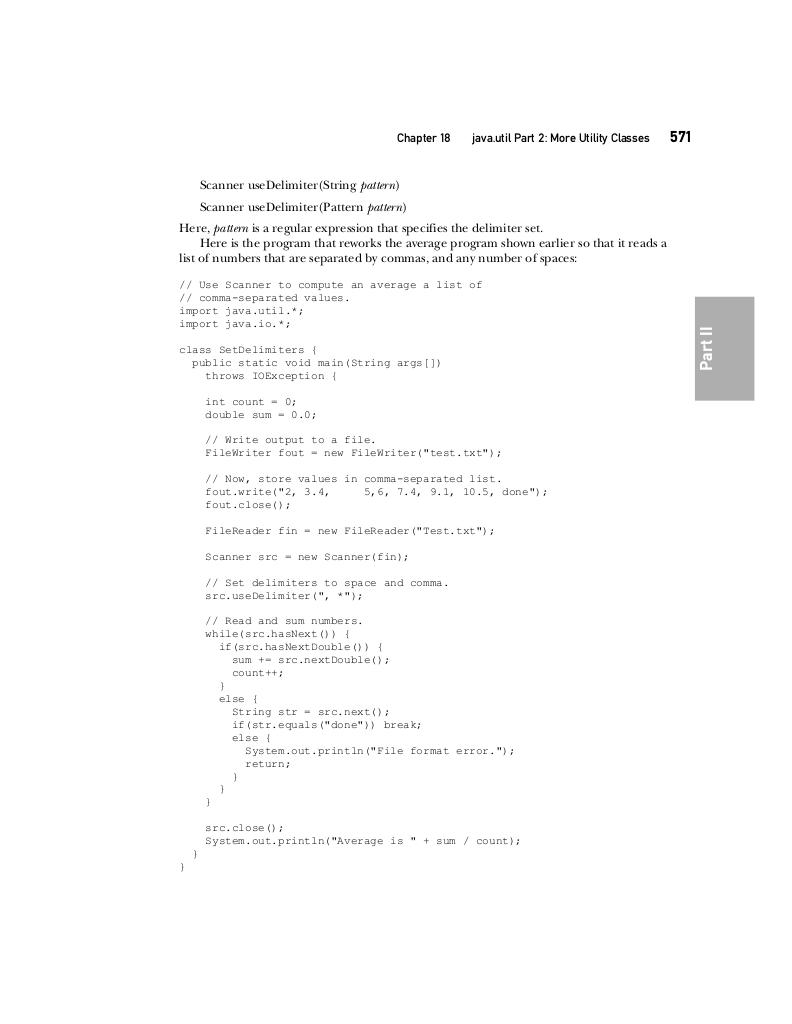 Chapter 18 java.util Part 2: More Utility Classes 571
Scanner useDelimiter(String pattern)
Scanner useDelimiter(Pattern pattern)
Here, pattern is a regular expression that specifies the delimiter set.
Here is the program that reworks the average program shown earlier so that it reads a
list of numbers that are separated by commas, and any number of spaces:
// Use Scanner to compute an average a list of
// comma-separated values.
import java.util.*;
import java.io.*;
class SetDelimiters {
public static void main(String args[])
throws IOException {
int count = 0;
double sum = 0.0;
// Write output to a file.
FileWriter fout = new FileWriter("test.txt");
// Now, store values in comma-separated list.
fout.write("2, 3.4,     5,6, 7.4, 9.1, 10.5, done");
fout.close();
FileReader fin = new FileReader("Test.txt");
Scanner src = new Scanner(fin);
// Set delimiters to space and comma.
src.useDelimiter(", *");
// Read and sum numbers.
while(src.hasNext()) {
if(src.hasNextDouble()) {
sum += src.nextDouble();
count++;
}
else {
String str = src.next();
if(str.equals("done")) break;
else {
System.out.println("File format error.");
return;
}
}
}
src.close();
System.out.println("Average is " + sum / count);
}
}
Part II